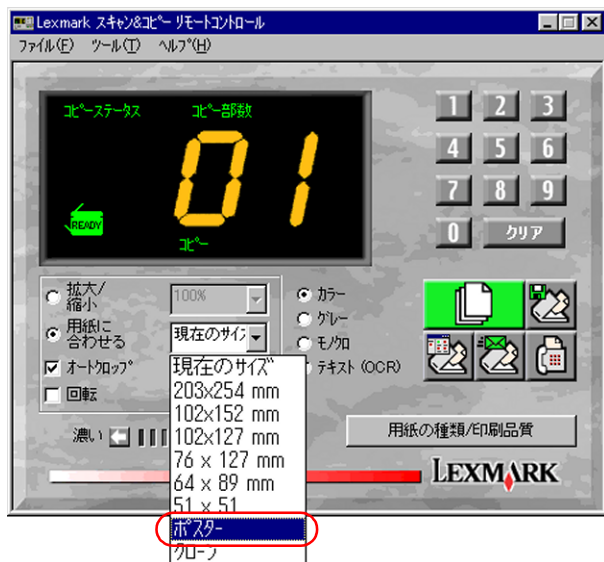 Lexmark スキャン&コピー リモートコントロール
ファイル(F) ツール(T) ヘルプ(H)
コピーステータス コピー部数
01
READY
コピー
1 2 3
4 5 6
7 8 9
0 クリア
拡大/
縮小
100%
用紙に
合わせる
現在のサイズ
オートクロップ
回転
カラー
グレー
モノクロ
テキスト (OCR)
現在のサイズ
203x254 mm
102x152 mm
102x127 mm
76 x 127 mm
64 x 89 mm
51 x 51
ポスター
クローン
濃い
用紙の種類/印刷品質
LEXMARK